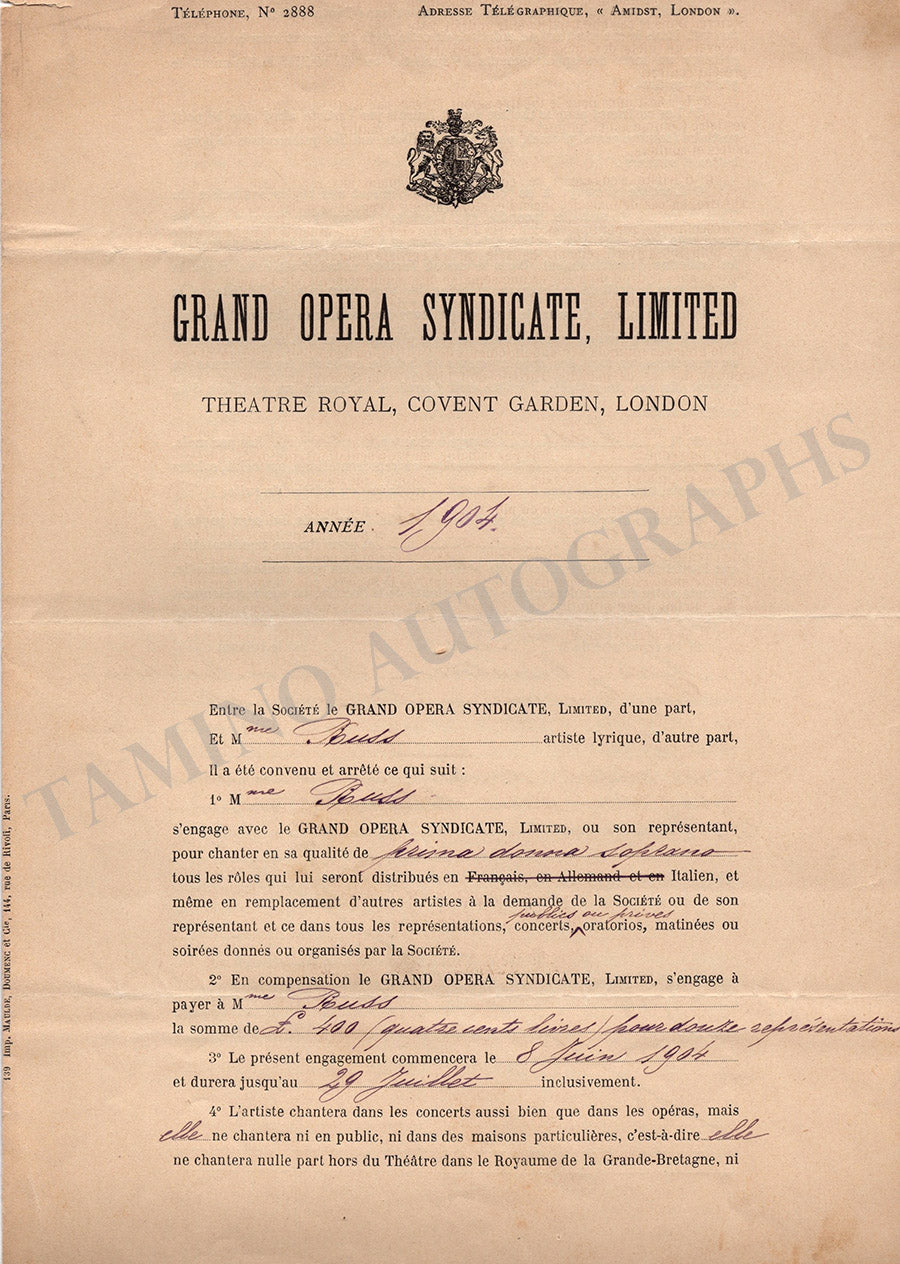 TÉLÉPHONE, Nº 2888 ADRESSE TÉLÉGRAPHIQUE, « AMIDST, LONDON ».
GRAND OPERA SYNDICATE, LIMITED
THEATRE ROYAL, COVENT GARDEN, LONDON
ANNÉE . 1904.
TAMINO AUTOGRAPHS
Entre la SOCIÉTÉ le GRAND OPERA SYNDICATE, LIMITED, d'une part,
Et Mme Russ artiste lyrique, d'autre part,
Il a été convenu et arrêté ce qui suit :
1º Mme Russ
s'engage avec le GRAND OPERA SYNDICATE, LIMITED, ou son représentant,
pour chanter en sa qualité de prima donna soprano
tous les rôles qui lui seront distribués en Français, en Allemand et en Italien, et
même en remplacement d'autres artistes à la demande de la SOCIÉTÉ ou de son
publics ou privés
représentant et ce dans tous les représentations, concerts, oratorios, matinées ou
soirées donnés ou organisés par la SOCIÉTÉ.
2º En compensation le GRAND OPERA SYNDICATE, LIMITED, s'engage à
payer à Mme Russ
la somme de £. 400 (quatre cents livres) pour douze représentations
3º Le présent engagement commencera le 8 Juin 1904
et durera jusqu'au 29 Juillet inclusivement.
4º L'artiste chantera dans les concerts aussi bien que dans les opéras, mais
elle ne chantera ni en public, ni dans des maisons particulières, c'est-à-dire elle
ne chantera nulle part hors du Théâtre dans le Royaume de la Grande-Bretagne, ni
139 Imp. MAULDE, DOUMENC et Cie, 144, rue de Rivoli, Paris.